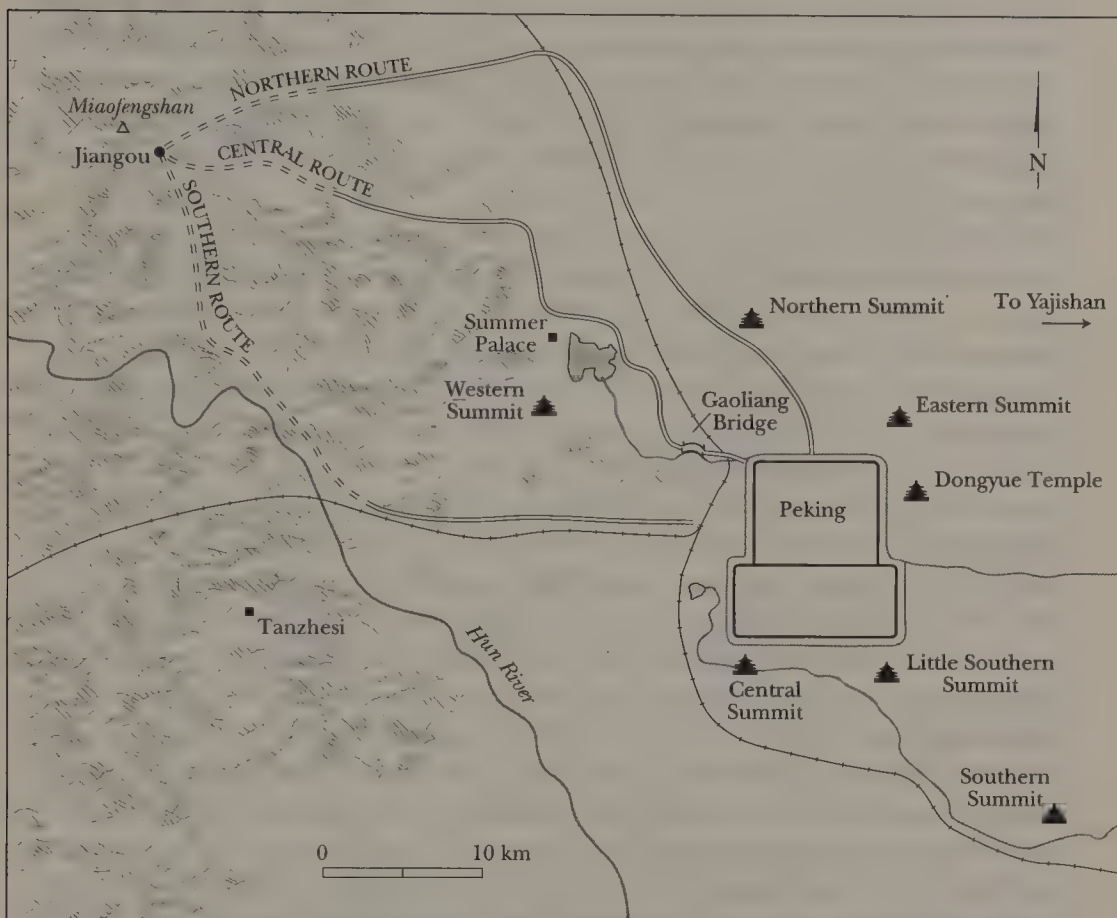 NORTHERN ROUTE
Miaofengshan
Jiangou
CENTRAL ROUTE
SOUTHERN ROUTE
N
Northern Summit
To Yajishan
Summer
Palace
Western
Summit
Gaoliang
Bridge
Eastern Summit
Dongyue Temple
Peking
Tanzhesi
Hun River
Central
Summit
Little Southern
Summit
Southern
Summit
0 10 km